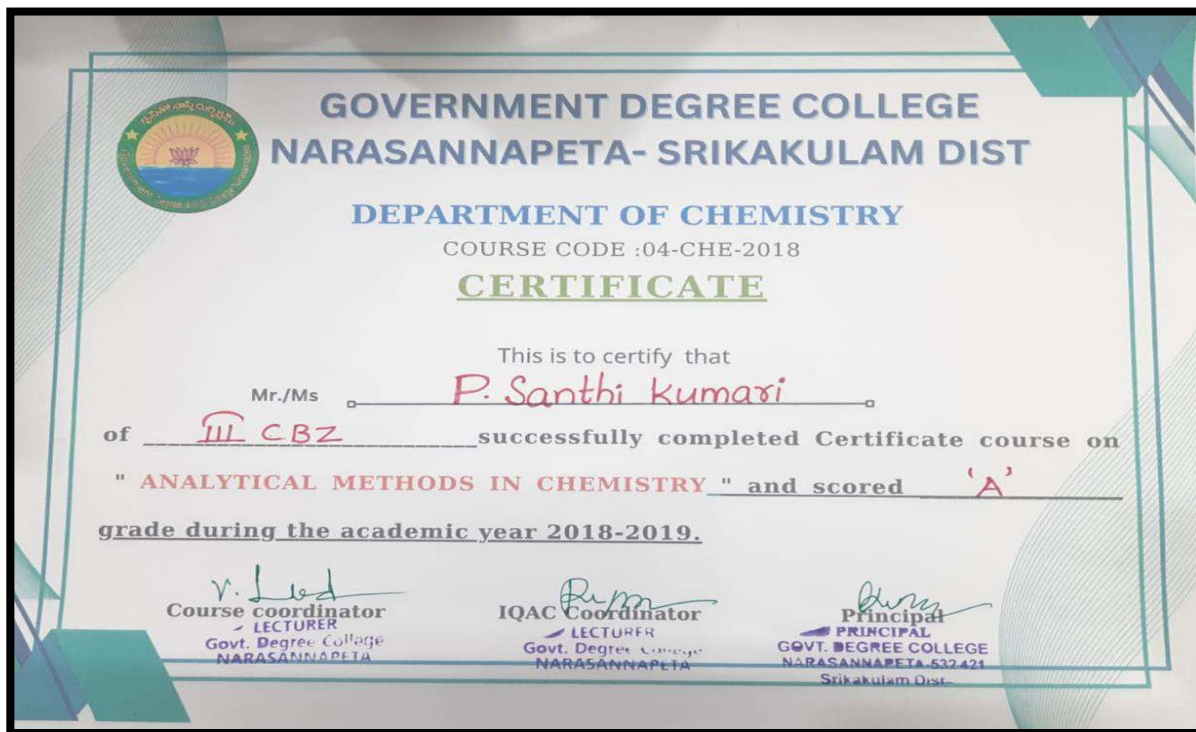 GOVERNMENT DEGREE COLLEGE
NARASANNAPETA- SRIKAKULAM DIST
DEPARTMENT OF CHEMISTRY
COURSE CODE :04-CHE-2018
CERTIFICATE
This is to certify that
Mr./Ms P. Santhi Kumari
of III CBZ successfully completed Certificate course on
" ANALYTICAL METHODS IN CHEMISTRY " and scored 'A'
grade during the academic year 2018-2019.
Course coordinator IQAC Coordinator Principal
LECTURER LECTURER PRINCIPAL
Govt. Degree College Govt. Degree College GOVT. DEGREE COLLEGE
NARASANNAPETA NARASANNAPETA NARASANNAPETA-532 421
Srikakulam Dist.